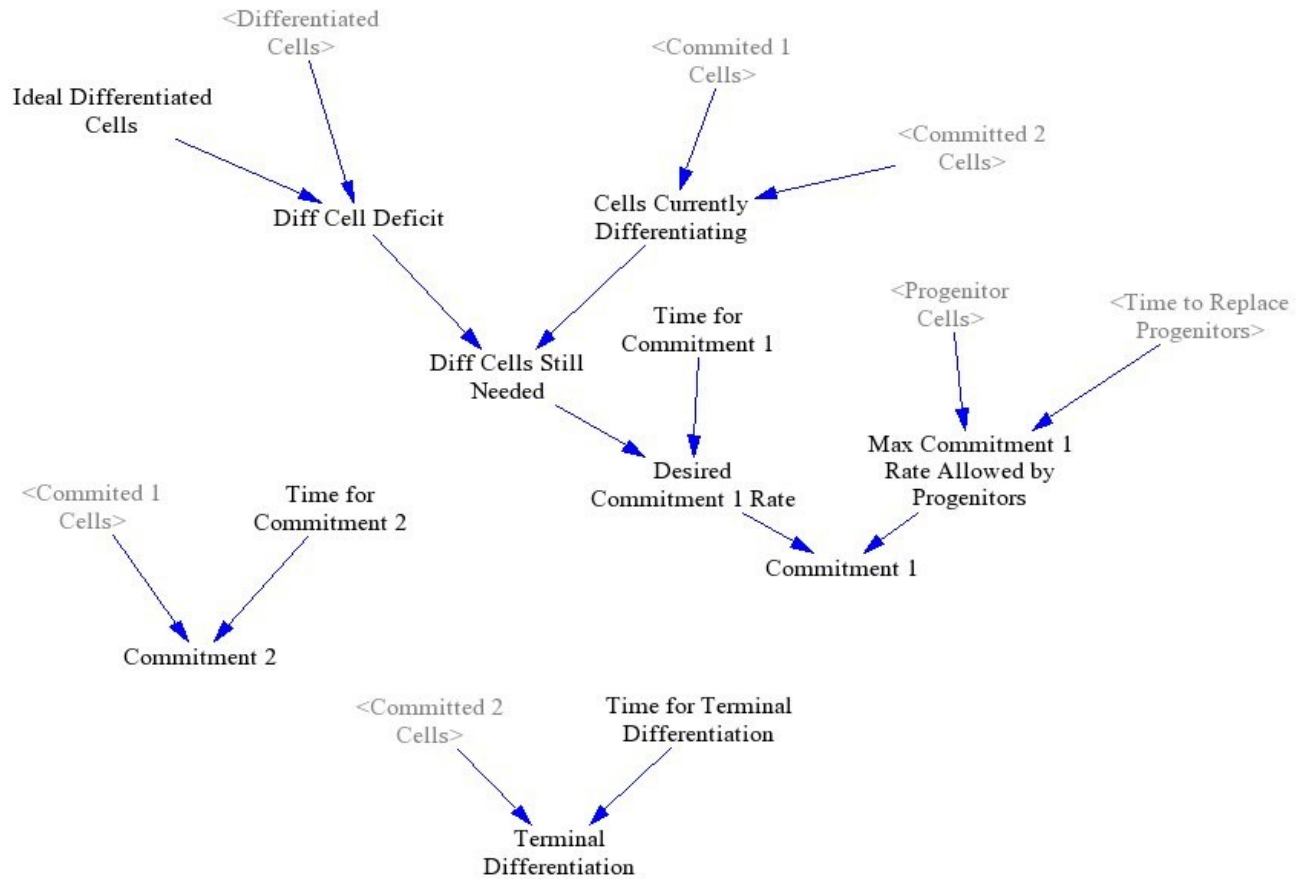 <Differentiated
Cells>
<Commited 1
Cells>
Ideal Differentiated
Cells
<Committed 2
Cells>
Diff Cell Deficit
Cells Currently
Differentiating
<Progenitor
Cells>
<Time to Replace
Progenitors>
Time for
Commitment 1
Diff Cells Still
Needed
Max Commitment 1
Rate Allowed by
Progenitors
Desired
Commitment 1 Rate
<Commited 1
Cells>
Time for
Commitment 2
Commitment 1
Commitment 2
<Committed 2
Cells>
Time for Terminal
Differentiation
Terminal
Differentiation